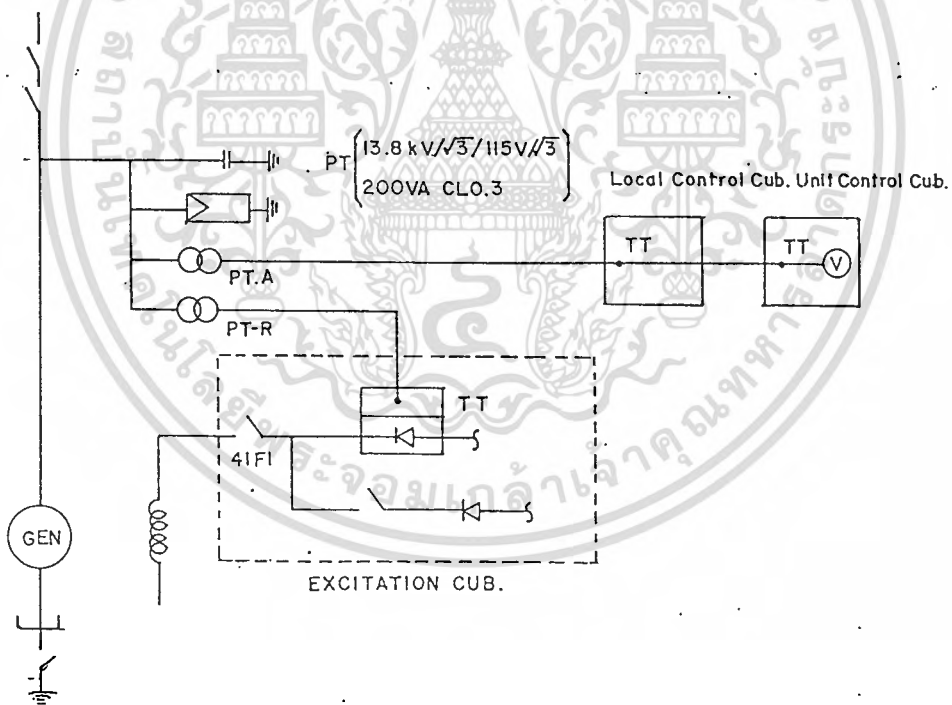 PT
13.8 kV/√3/115V/√3
200VA CL0.3
Local Control Cub. Unit Control Cub.
TT
TT
V
PT.A
PT-R
TT
41F1
GEN
EXCITATION CUB.